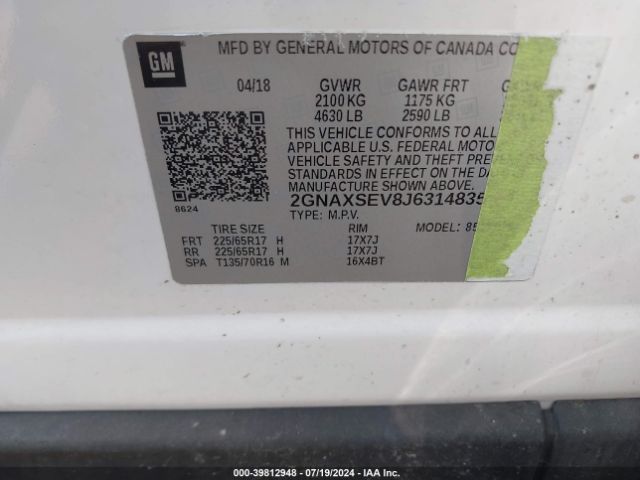 GM
MFD BY GENERAL MOTORS OF CANADA CO
04/18 GVWR GAWR FRT
2100 KG 1175 KG
4630 LB 2590 LB
THIS VEHICLE CONFORMS TO ALL
APPLICABLE U.S. FEDERAL MOTO
VEHICLE SAFETY AND THEFT PREV
STANDARDS IN EFFECT ON THE DA
MANUFACTURE SHOWN ABOVE.
8624
2GNAXSEV8J6314835
TYPE: M.P.V. MODEL: 85
TIRE SIZE RIM
FRT 225/65R17 H 17X7J
RR 225/65R17 H 17X7J
SPA T135/70R16 M 16X4BT
000-39812948 - 07/19/2024 - IAA Inc.